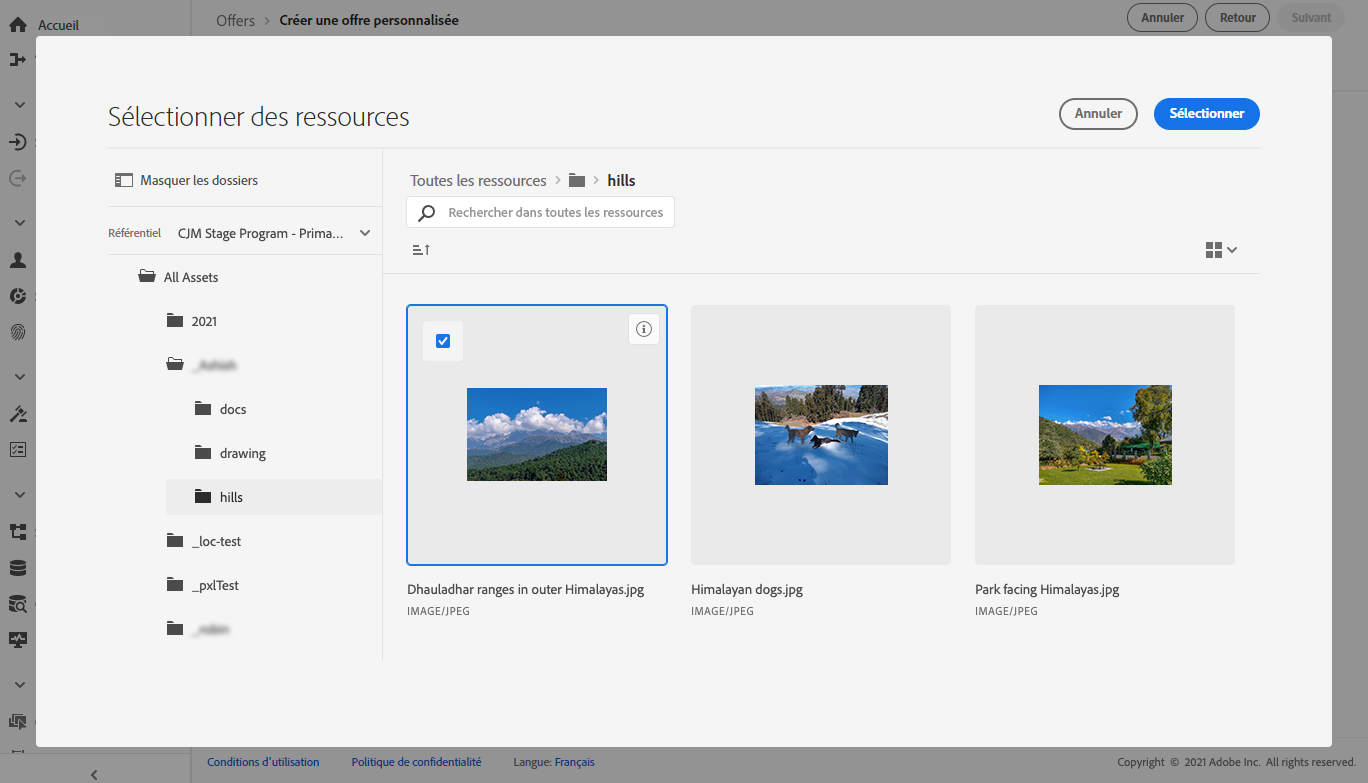 Accueil
Offers > Créer une offre personnalisée
Annuler
Retour
Suivant
Sélectionner des ressources
Annuler
Sélectionner
Masquer les dossiers
Référentiel CJM Stage Program - Prima...
All Assets
2021
docs
drawing
hills
_loc-test
_pxlTest
Toutes les ressources > hills
Rechercher dans toutes les ressources
Dhauladhar ranges in outer Himalayas.jpg
IMAGE/JPEG
Himalayan dogs.jpg
IMAGE/JPEG
Park facing Himalayas.jpg
IMAGE/JPEG
Conditions d’utilisation
Politique de confidentialité
Langue: Français
Copyright © 2021 Adobe Inc. All rights reserved.